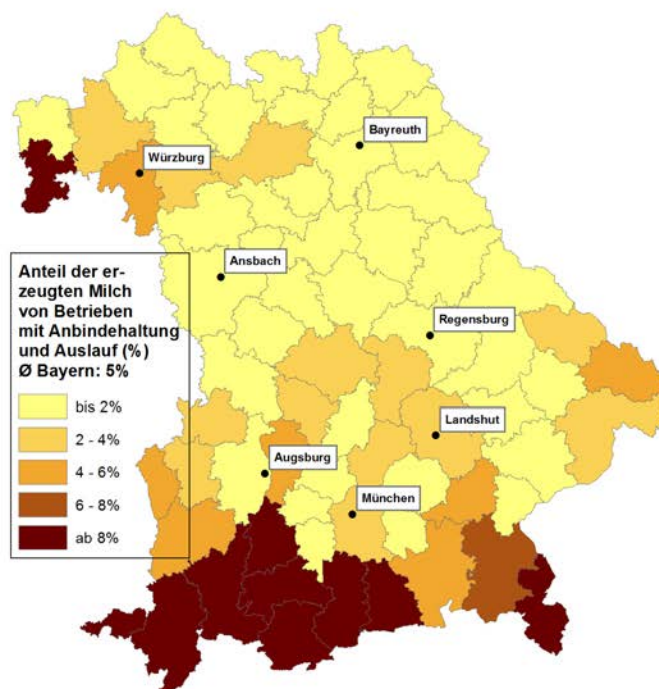 Bayreuth
Würzburg
Ansbach
Regensburg
Landshut
Augsburg
München
Anteil der er-
zeugten Milch
von Betrieben
mit Anbindehaltung
und Auslauf (%)
Ø Bayern: 5%
bis 2%
2 - 4%
4 - 6%
6 - 8%
ab 8%